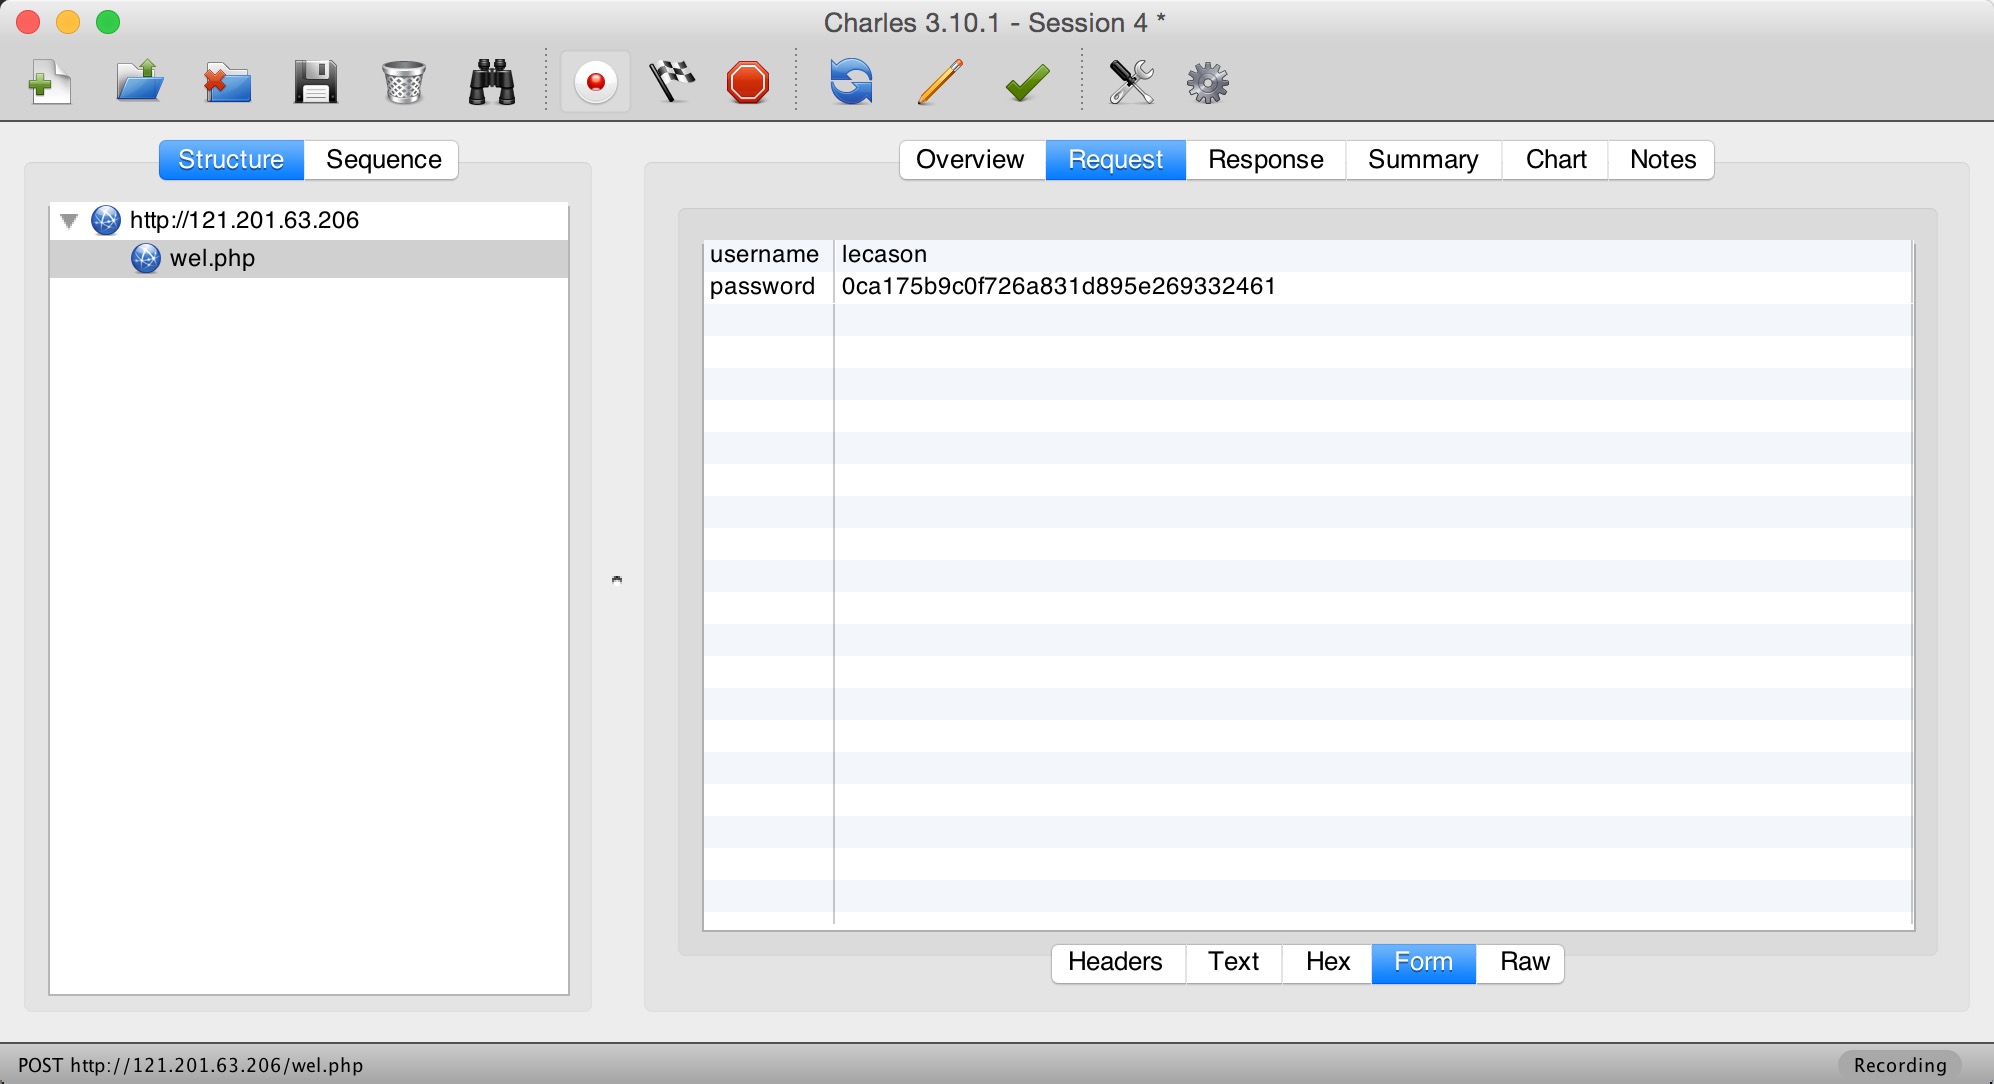 Charles 3.10.1 - Session 4 *
Structure Sequence
Overview Request Response Summary Chart Notes
http://121.201.63.206
wel.php
username lecason
password 0ca175b9c0f726a831d895e269332461
Headers Text Hex Form Raw
POST http://121.201.63.206/wel.php
Recording